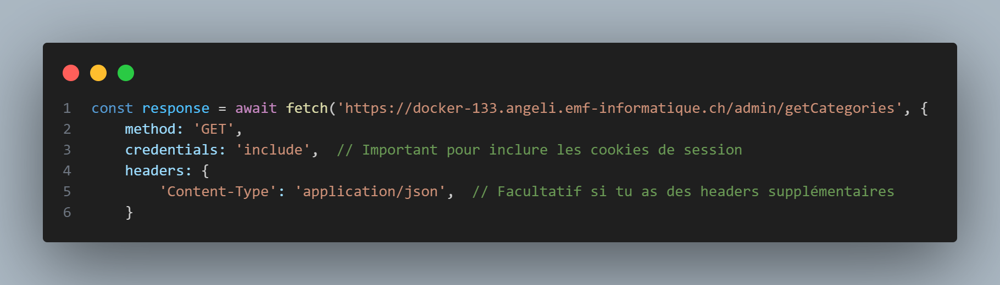 1 const response = await fetch('https://docker-133.angeli.emf-informatique.ch/admin/getCategories', {
2     method: 'GET',
3     credentials: 'include',  // Important pour inclure les cookies de session
4     headers: {
5         'Content-Type': 'application/json',  // Facultatif si tu as des headers supplémentaires
6     }